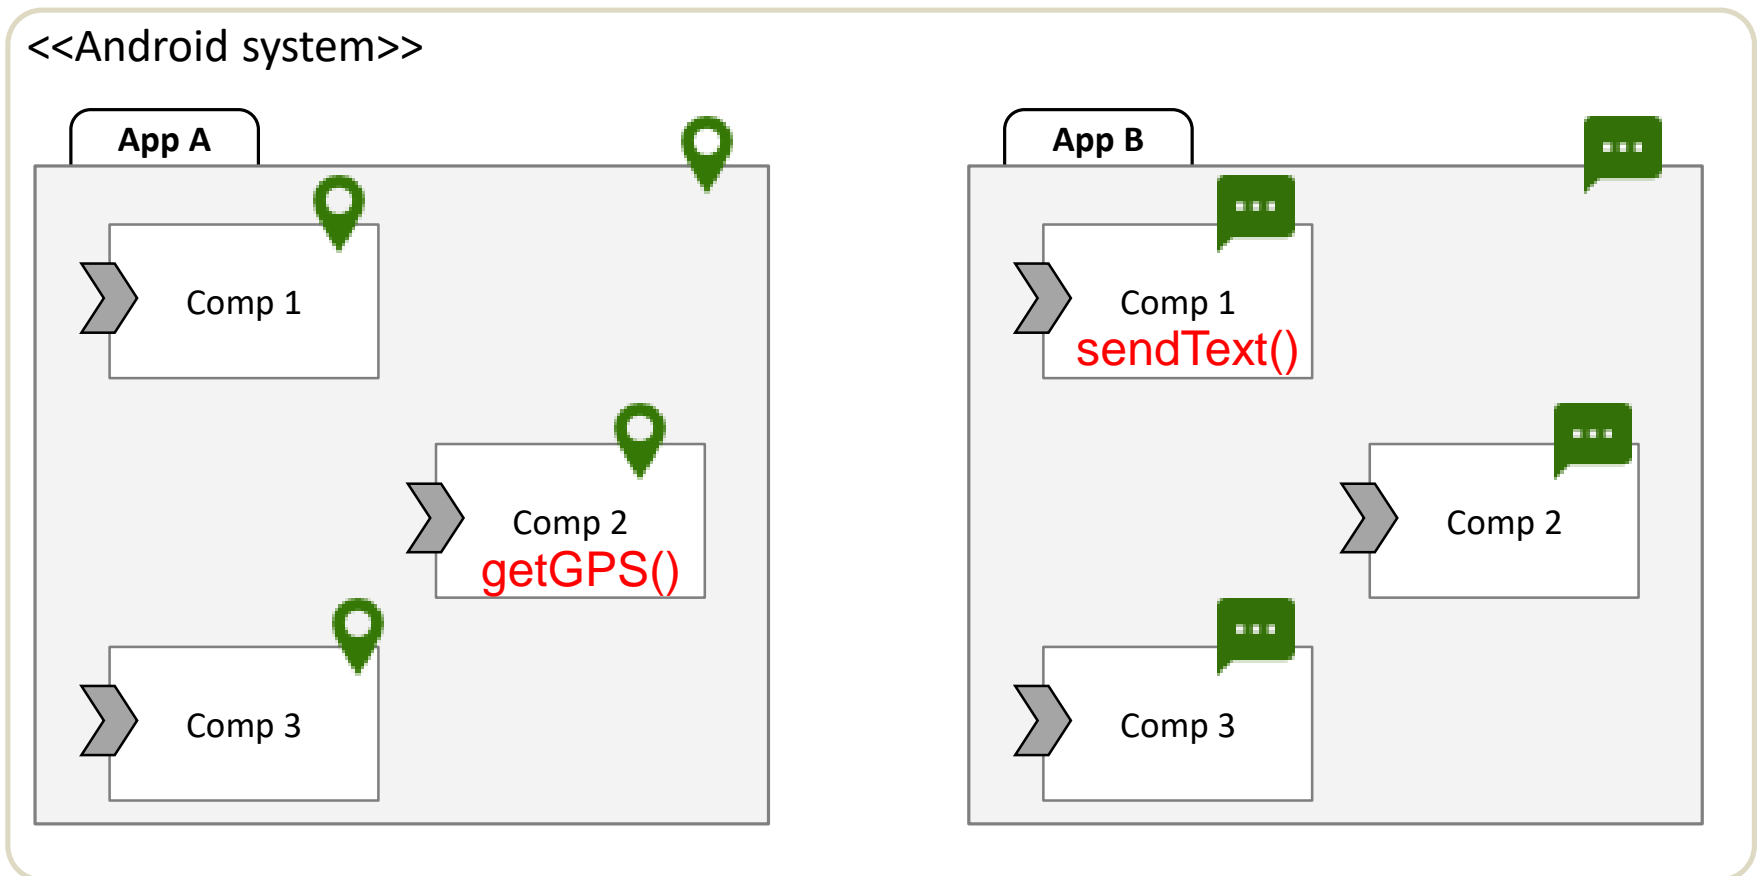 <<Android system>>
App A
Comp 1
Comp 2
getGPS()
Comp 3
App B
Comp 1
sendText()
Comp 2
Comp 3